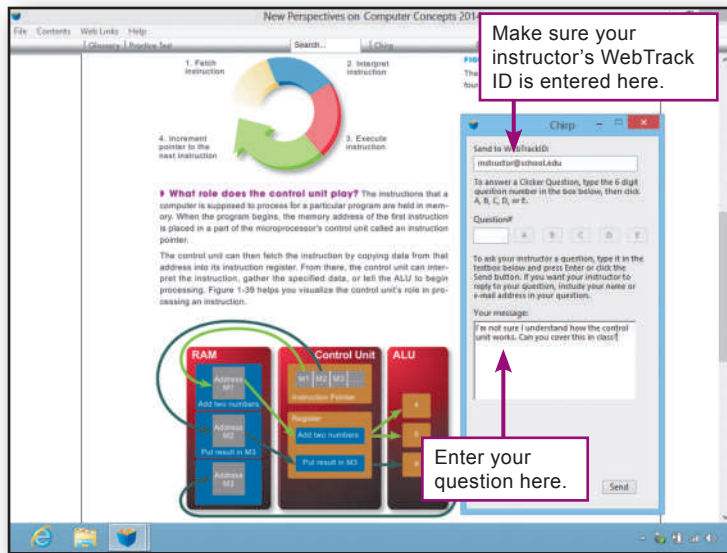 New Perspectives on Computer Concepts 2014
File Contents Web Links Help
Glossary Practice Test Search... Chirp
1. Fetch
instruction
2. Interpret
instruction
3. Execute
instruction
4. Increment
pointer to the
next instruction
What role does the control unit play? The instructions that a
computer is supposed to process for a particular program are held in mem-
ory. When the program begins, the memory address of the first instruction
is placed in a part of the microprocessor's control unit called an instruction
pointer.
The control unit can then fetch the instruction by copying data from that
address into its instruction register. From there, the control unit can inter-
pret the instruction, gather the specified data, or tell the ALU to begin
processing. Figure 1-39 helps you visualize the control unit's role in pro-
cessing an instruction.
RAM
Address
M1
Add two numbers
Address
M2
Put result in M3
Address
M3
Control Unit
M1 M2 M3 ...
Instruction Pointer
Register
Add two numbers
Put result in M3
ALU
4
5
9
Make sure your
instructor's WebTrack
ID is entered here.
Chirp
Send to WebTrackID:
instructor@school.edu
To answer a Clicker Question, type the 6 digit
question number in the box below, then click
A, B, C, D, or E.
Question#
A B C D E
To ask your instructor a question, type it in the
textbox below and press Enter or click the
Send button. If you want your instructor to
reply to your question, include your name or
e-mail address in your question.
Your message:
I'm not sure I understand how the control
unit works. Can you cover this in class?
Enter your
question here.
Send